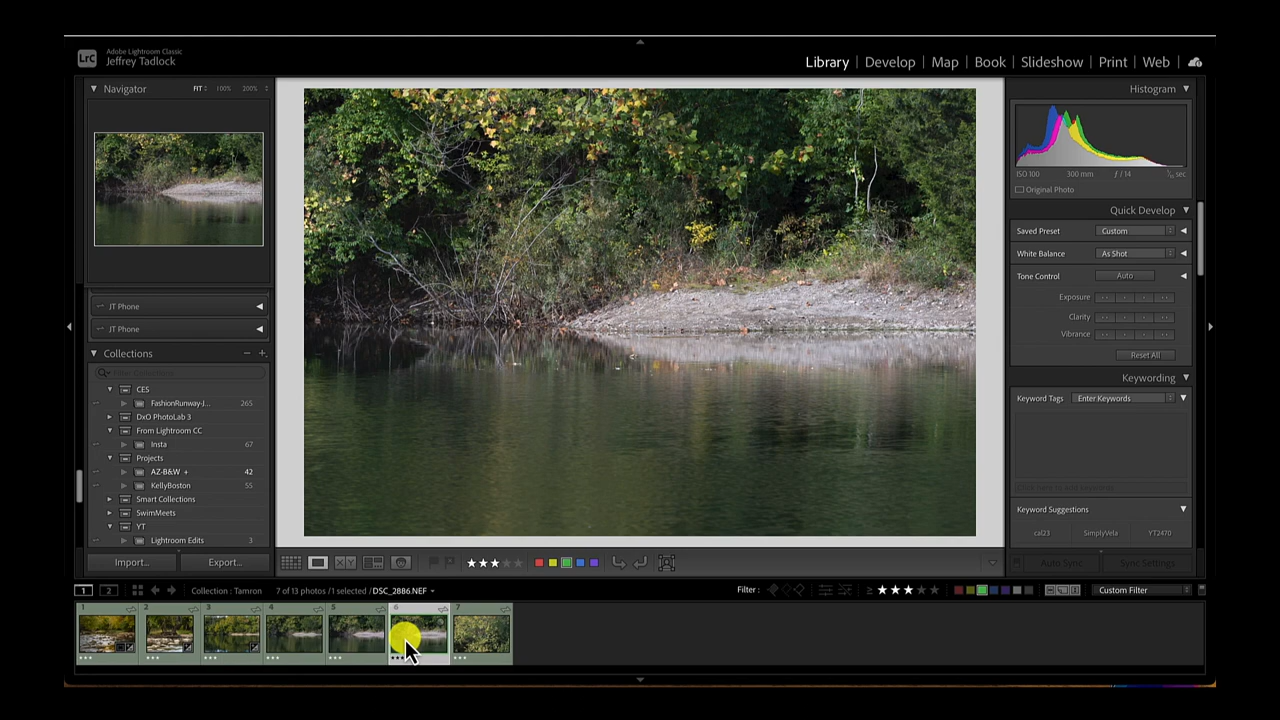 LrC
Adobe Lightroom Classic
Jeffrey Tadlock
Library | Develop | Map | Book | Slideshow | Print | Web
Navigator FIT 100% 200%
JT Phone
JT Phone
Collections
CES
FashionRunway-J... 265
DxO PhotoLab 3
From Lightroom CC
Insta 67
Projects
AZ-B&W + 42
KellyBoston 55
Smart Collections
SwimMeets
YT
Lightroom Edits 3
Import... Export...
Histogram
ISO 100 300 mm ƒ / 14
Original Photo
Quick Develop
Saved Preset Custom
White Balance As Shot
Tone Control Auto
Exposure
Clarity
Vibrance
Reset All
Keywording
Keyword Tags Enter Keywords
Keyword Suggestions
cal23 SimplyVela YT2470
Auto Sync Sync Settings
X Y
1 2 Collection : Tamron 7 of 13 photos / 1 selected / DSC_2886.NEF Filter : Custom Filter
1 2 3 4 5 6 7